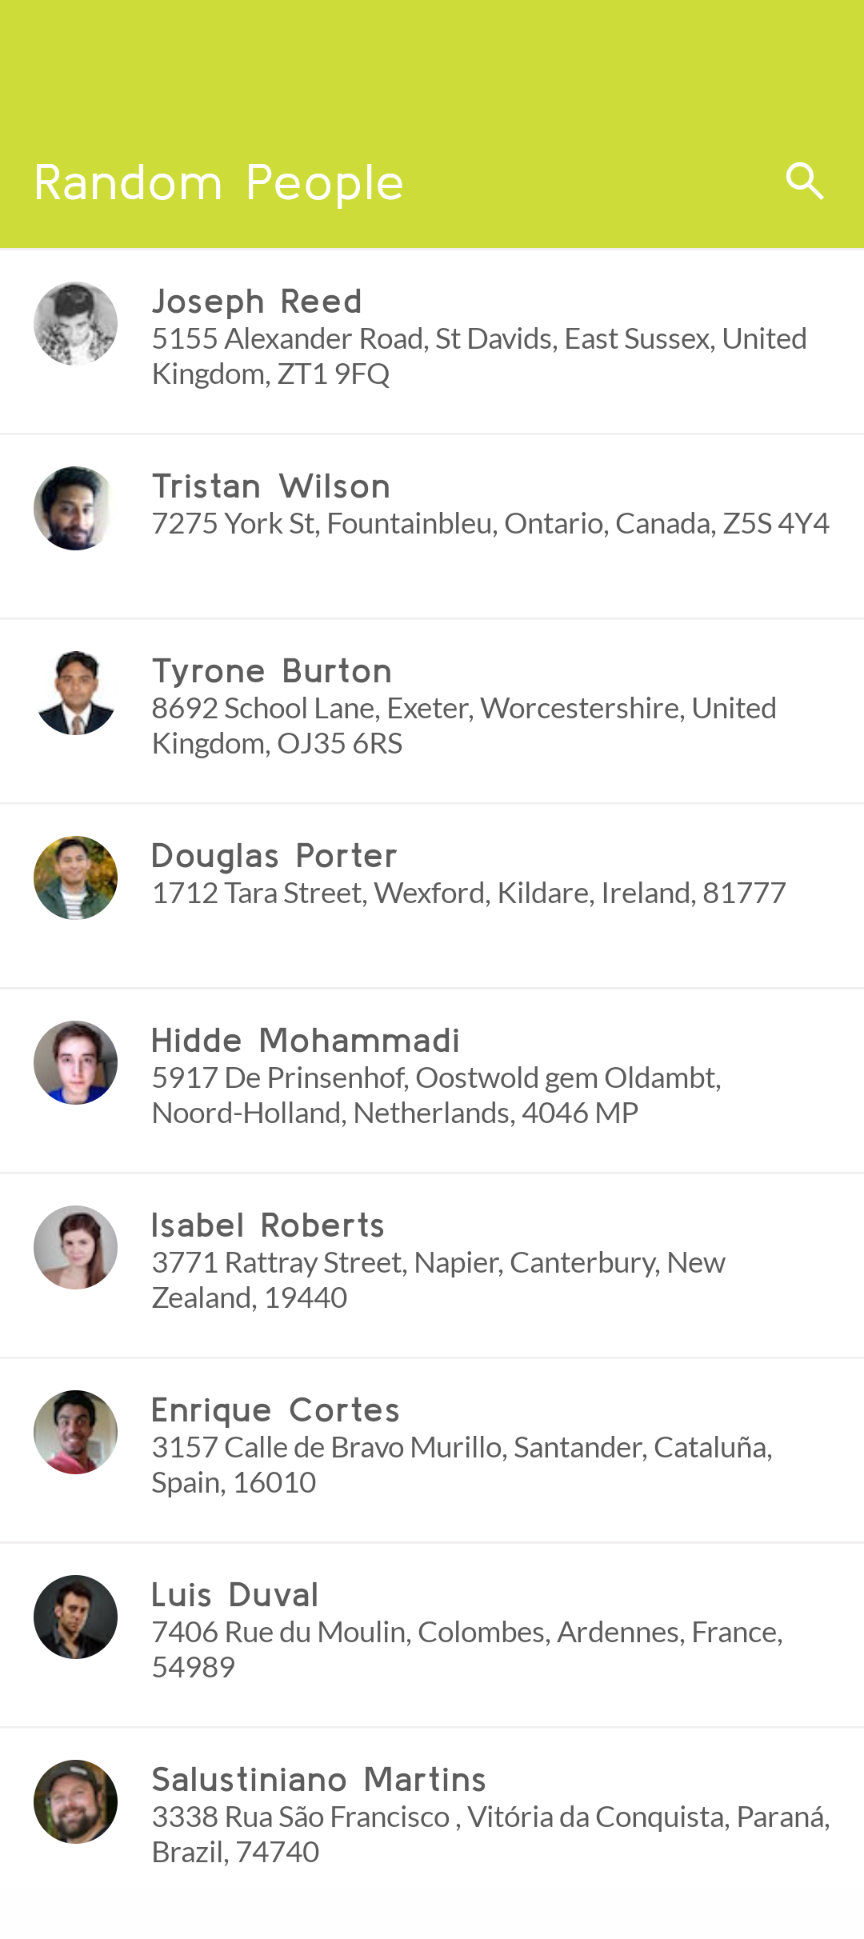 Random People
Joseph Reed
5155 Alexander Road, St Davids, East Sussex, United
Kingdom, ZT1 9FQ
Tristan Wilson
7275 York St, Fountainbleu, Ontario, Canada, Z5S 4Y4
Tyrone Burton
8692 School Lane, Exeter, Worcestershire, United
Kingdom, OJ35 6RS
Douglas Porter
1712 Tara Street, Wexford, Kildare, Ireland, 81777
Hidde Mohammadi
5917 De Prinsenhof, Oostwold gem Oldambt,
Noord-Holland, Netherlands, 4046 MP
Isabel Roberts
3771 Rattray Street, Napier, Canterbury, New
Zealand, 19440
Enrique Cortes
3157 Calle de Bravo Murillo, Santander, Cataluña,
Spain, 16010
Luis Duval
7406 Rue du Moulin, Colombes, Ardennes, France,
54989
Salustiniano Martins
3338 Rua São Francisco , Vitória da Conquista, Paraná,
Brazil, 74740